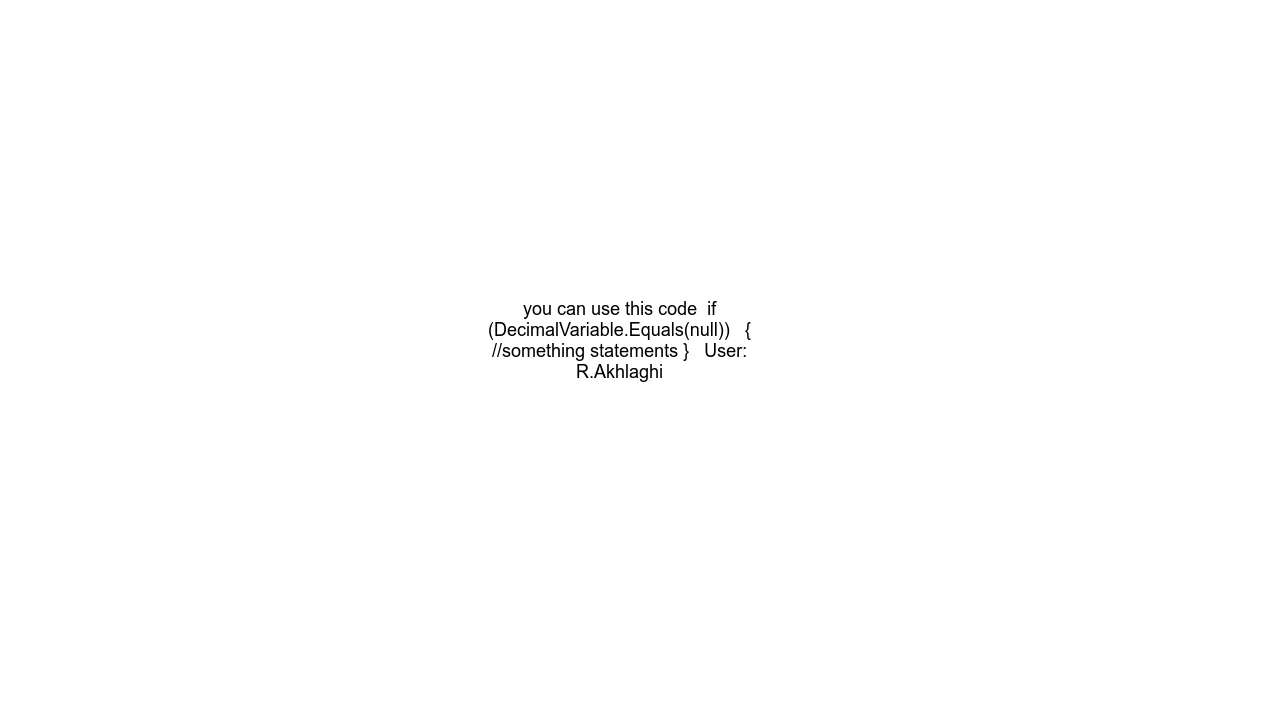 you can use this code  if
(DecimalVariable.Equals(null))   {
//something statements }   User:
R.Akhlaghi